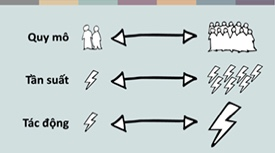 Quy mô
Tần suất
Tác động